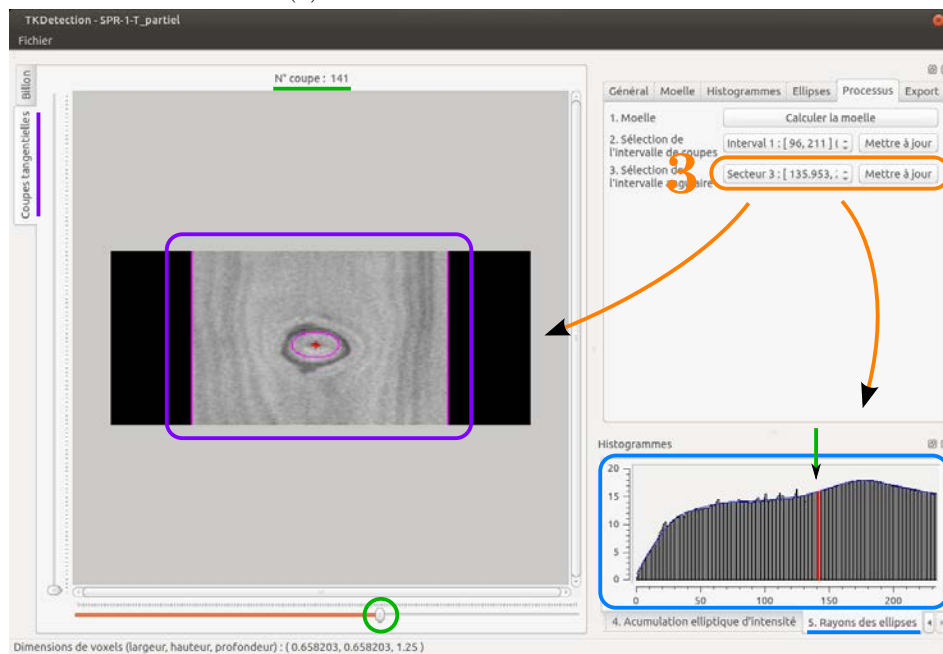 TKDetection - SPR-1-T_partiel
Fichier
Billon
Coupes tangentielles
N° coupe : 141
Général Moelle Histogrammes Ellipses Processus Export
1. Moelle Calculer la moelle
2. Sélection de l'intervalle de coupes Interval 1 : [ 96, 211 ] ( Mettre à jour
3. Sélection de l'intervalle angulaire Secteur 3 : [ 135.953, Mettre à jour
3
Histogrammes
20
15
10
5
0
0 50 100 150 200
4. Acumulation elliptique d'intensité 5. Rayons des ellipses
Dimensions de voxels (largeur, hauteur, profondeur) : ( 0.658203, 0.658203, 1.25 )